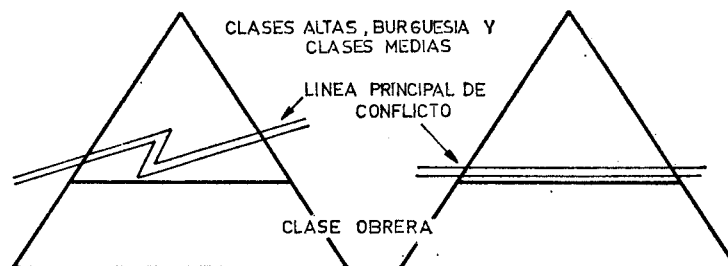 CLASES ALTAS, BURGUESIA Y
CLASES MEDIAS
LINEA PRINCIPAL DE
CONFLICTO
CLASE OBRERA